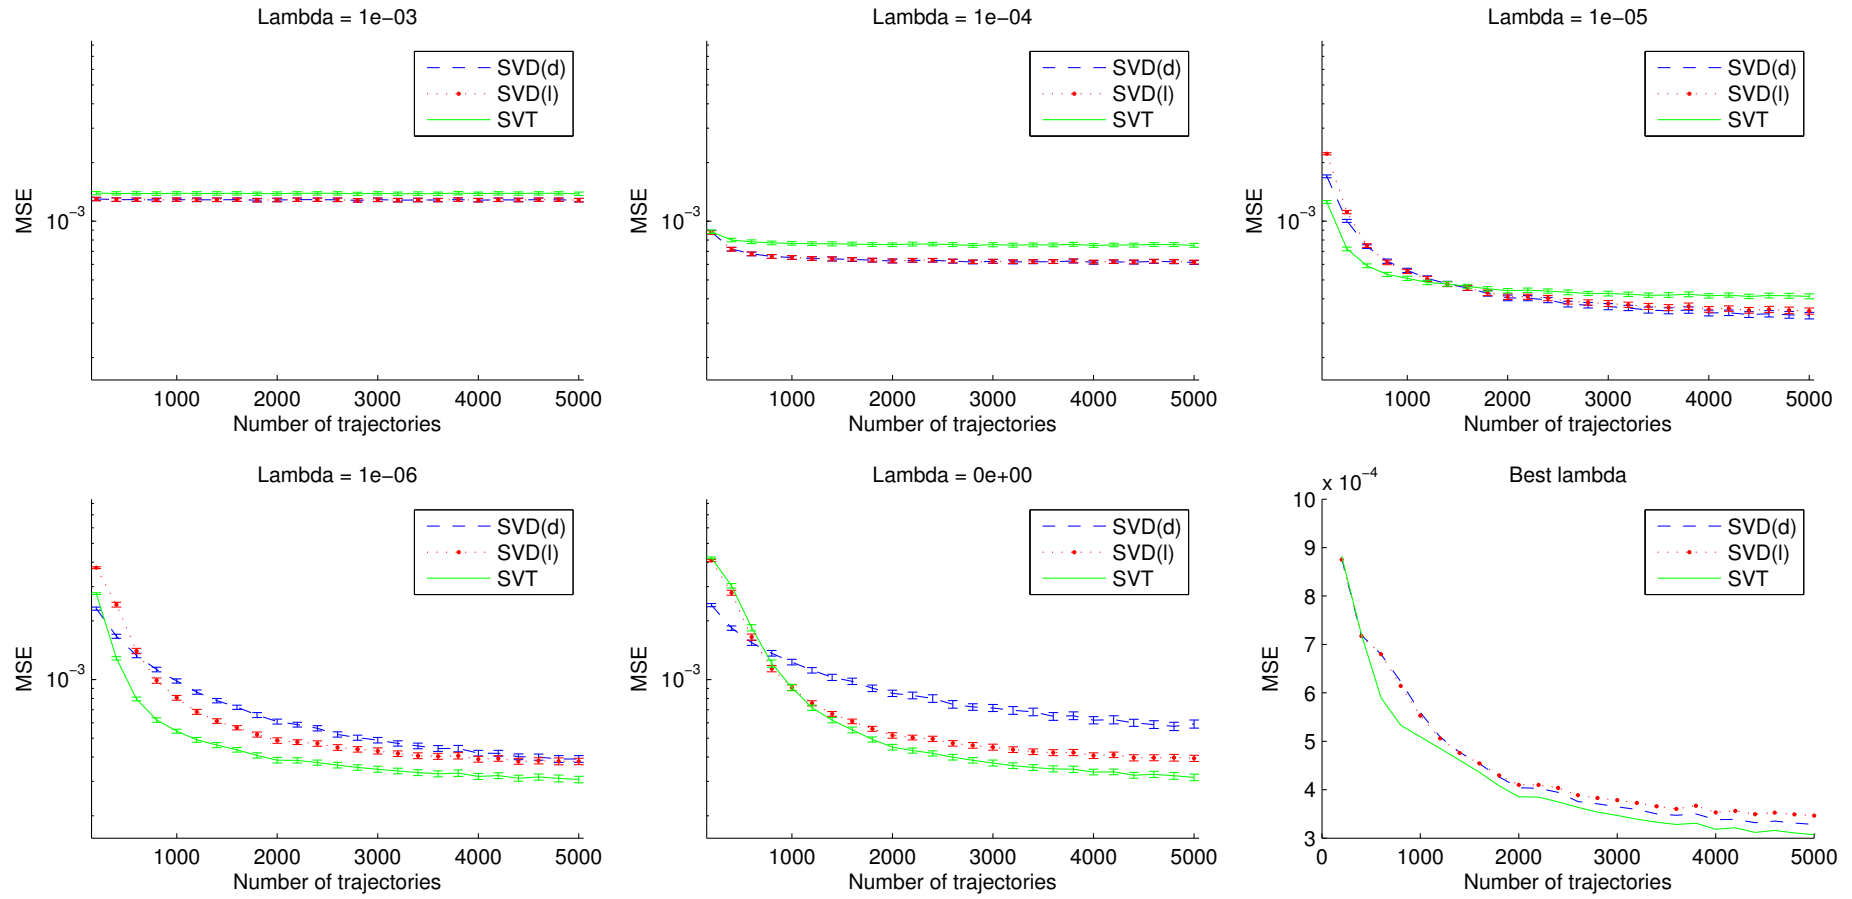 Lambda = 1e−03
SVD(d)
SVD(l)
SVT
MSE
10−3
1000 2000 3000 4000 5000
Number of trajectories
Lambda = 1e−04
SVD(d)
SVD(l)
SVT
MSE
10−3
1000 2000 3000 4000 5000
Number of trajectories
Lambda = 1e−05
SVD(d)
SVD(l)
SVT
MSE
10−3
1000 2000 3000 4000 5000
Number of trajectories
Lambda = 1e−06
SVD(d)
SVD(l)
SVT
MSE
10−3
1000 2000 3000 4000 5000
Number of trajectories
Lambda = 0e+00
SVD(d)
SVD(l)
SVT
MSE
10−3
1000 2000 3000 4000 5000
Number of trajectories
Best lambda
x 10−4
SVD(d)
SVD(l)
SVT
MSE
10
9
8
7
6
5
4
3
0 1000 2000 3000 4000 5000
Number of trajectories